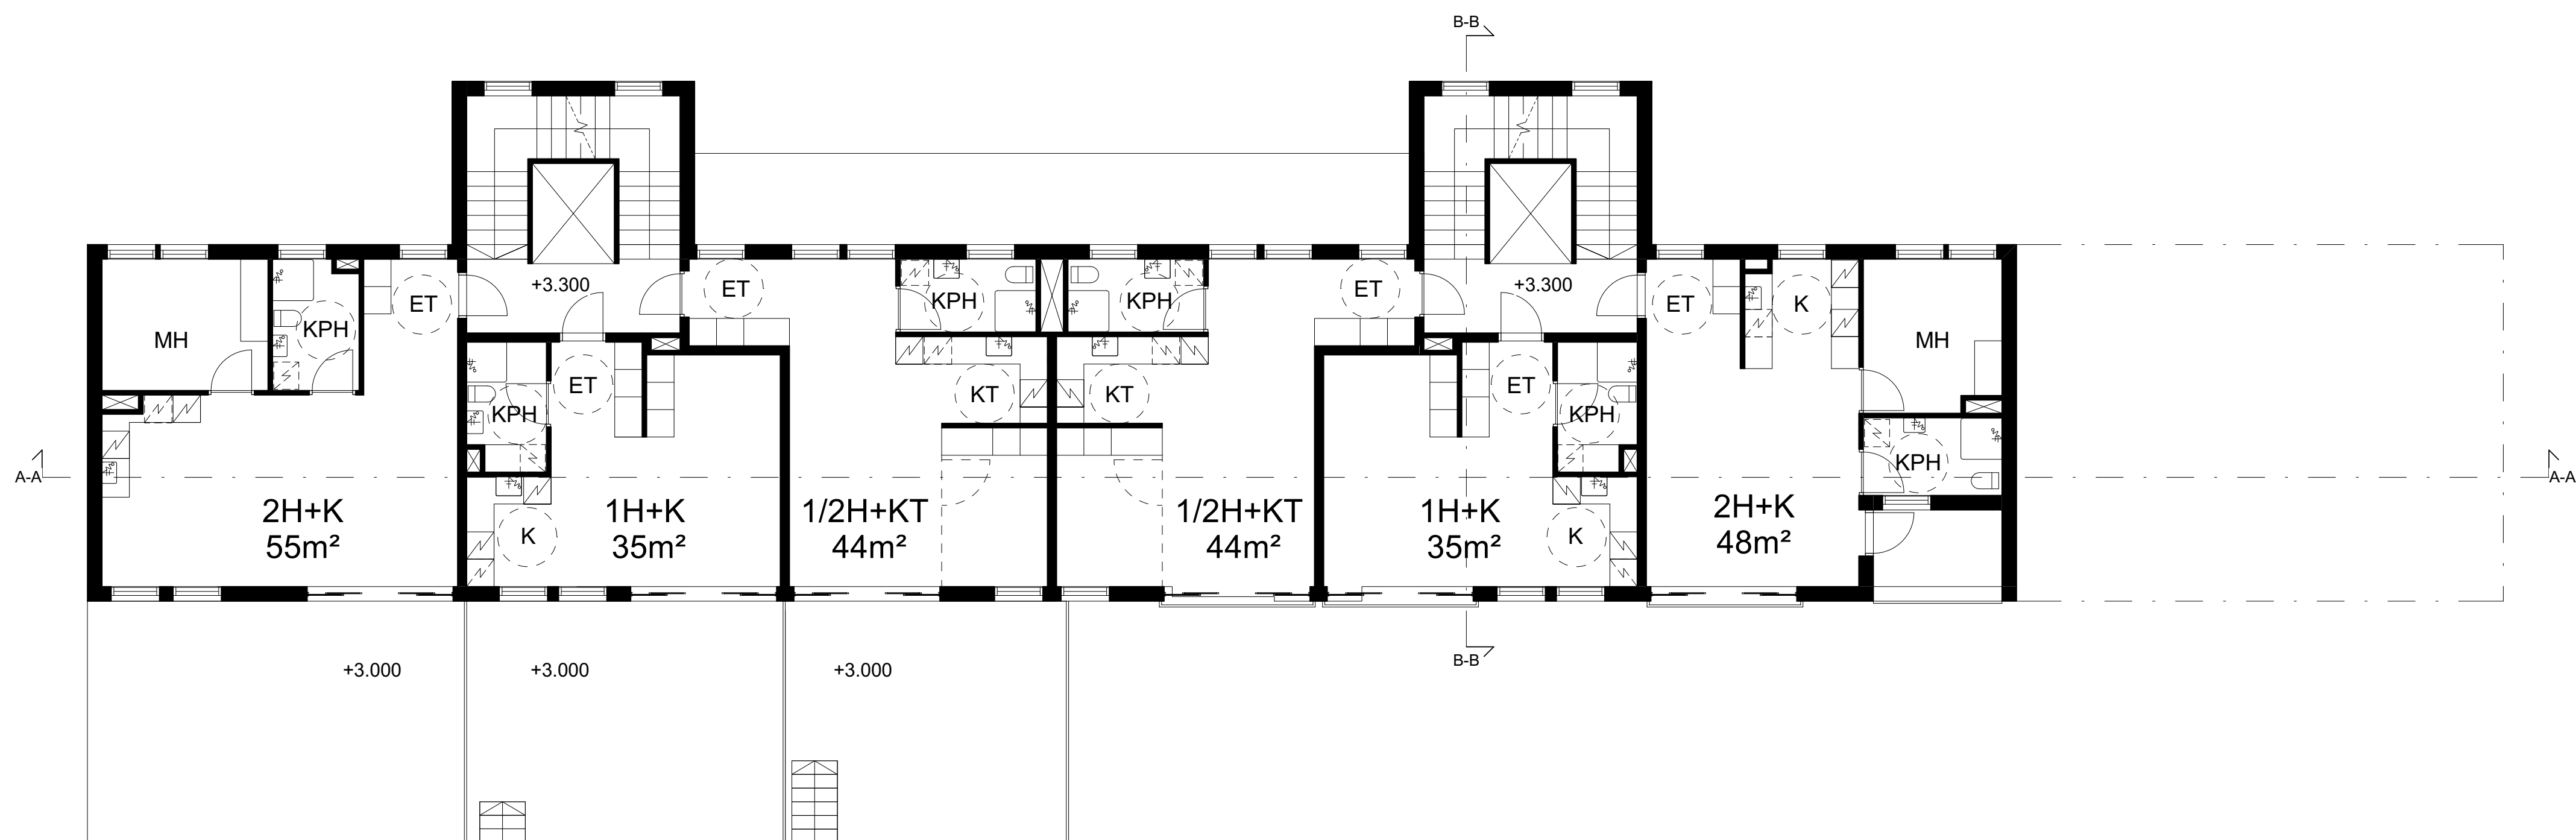 B-B
+3.300
+3.300
ET
ET
KPH
KPH
ET
ET
K
MH
KPH
ET
MH
KPH
ET
KT
KT
ET
KPH
KPH
A-A
KPH
A-A
2H+K
55m²
K
1H+K
35m²
1/2H+KT
44m²
1/2H+KT
44m²
1H+K
35m²
K
2H+K
48m²
B-B
+3.000
+3.000
+3.000